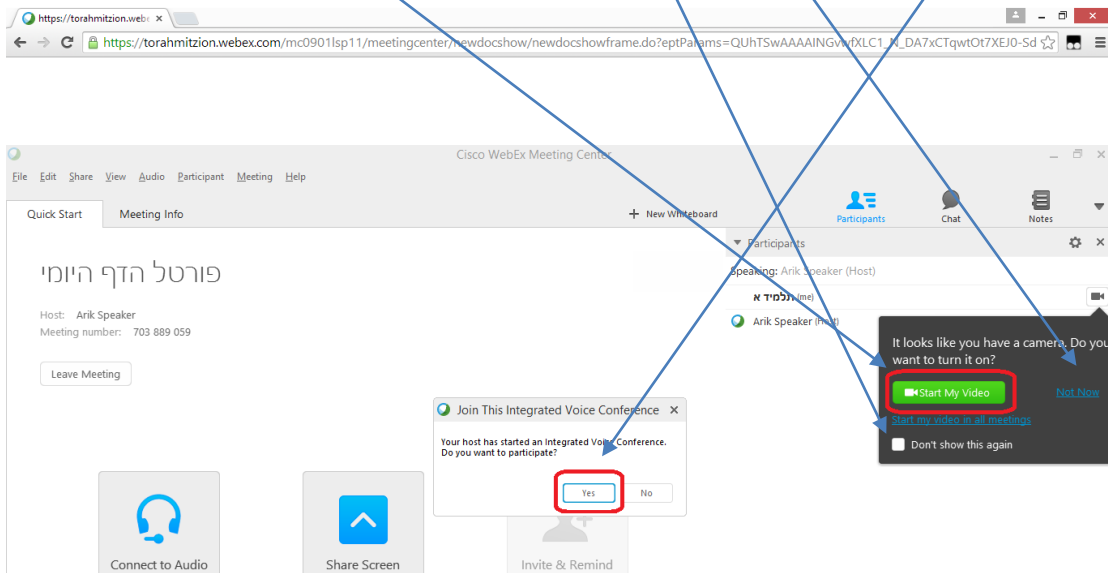 https://torahmitzion.webe
https://torahmitzion.webex.com/mc0901lsp11/meetingcenter/newdocshow/newdocshowframe.do?eptParams=
Cisco WebEx Meeting Center
File Edit Share View Audio Participant Meeting Help
Quick Start Meeting Info
+ New Whiteboard
Participants Chat Notes
Participants
Speaking: Arik Speaker (Host)
תלמיד א (me)
Arik Speaker (Host)
פורטל הדף היומי
Host: Arik Speaker
Meeting number: 703 889 059
Leave Meeting
It looks like you have a camera. Do you
want to turn it on?
Start My Video Not Now
Start my video in all meetings
Don't show this again
Join This Integrated Voice Conference
Your host has started an Integrated Voice Conference.
Do you want to participate?
Yes No
Connect to Audio Share Screen Invite & Remind